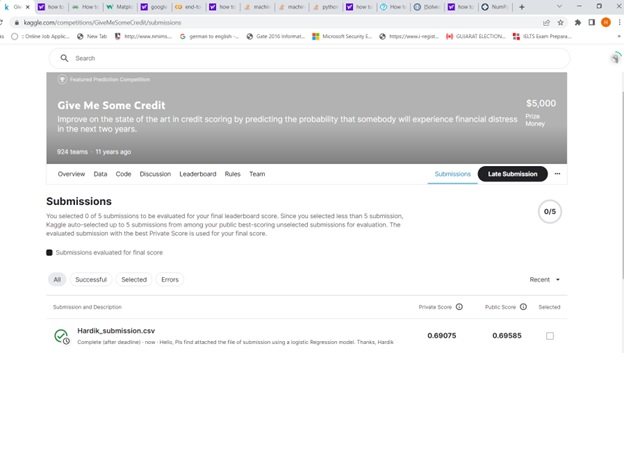 Gi
how to
How to
Matpl
google
end-to
how to
machi
machi
python
how to
How to
[Solve
how to
NumP
kaggle.com/competitions/GiveMeSomeCredit/submissions
:: Online Job Applic...
New Tab
http://www.nmims...
german to english -...
Gate 2016 Informat...
Microsoft Security E...
https://www.i-regist...
GUJARAT ELECTION...
IELTS Exam Prepara...
Search
Featured Prediction Competition
Give Me Some Credit
$5,000
Improve on the state of the art in credit scoring by predicting the probability that somebody will experience financial distress
in the next two years.
Prize
Money
924 teams · 11 years ago
Overview Data Code Discussion Leaderboard Rules Team Submissions Late Submission ...
Submissions
You selected 0 of 5 submissions to be evaluated for your final leaderboard score. Since you selected less than 5 submission,
Kaggle auto-selected up to 5 submissions from among your public best-scoring unselected submissions for evaluation. The
evaluated submission with the best Private Score is used for your final score.
0/5
Submissions evaluated for final score
All Successful Selected Errors Recent
Submission and Description Private Score Public Score Selected
Hardik_submission.csv
0.69075 0.69585
Complete (after deadline) · now · Hello, Pls find attached the file of submission using a logistic Regression model. Thanks, Hardik